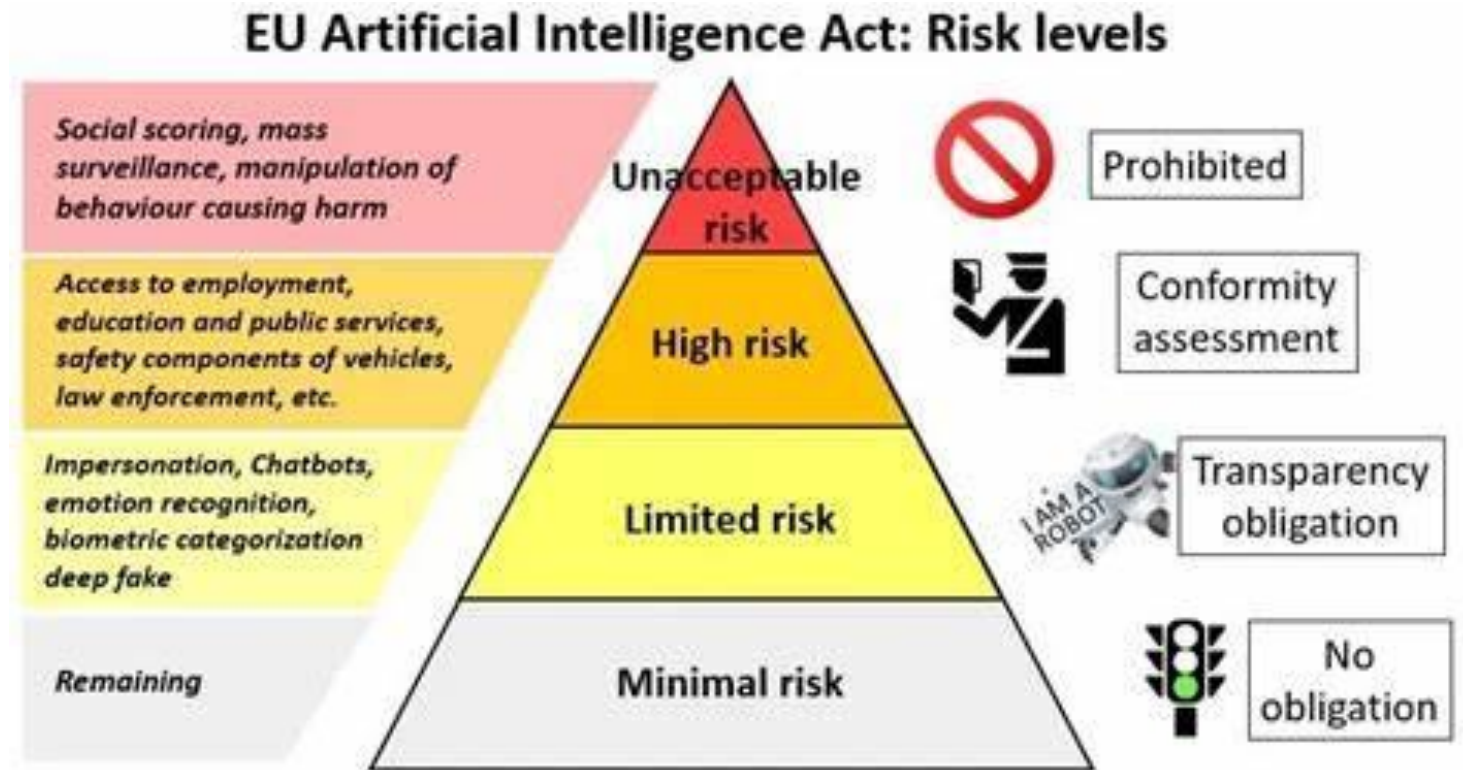 EU Artificial Intelligence Act: Risk levels
Social scoring, mass
surveillance, manipulation of
behaviour causing harm
Unacceptable
risk
Prohibited
Access to employment,
education and public services,
safety components of vehicles,
law enforcement, etc.
High risk
Conformity
assessment
Impersonation, Chatbots,
emotion recognition,
biometric categorization
deep fake
Limited risk
I AM A
ROBOT
Transparency
obligation
Remaining
Minimal risk
No
obligation